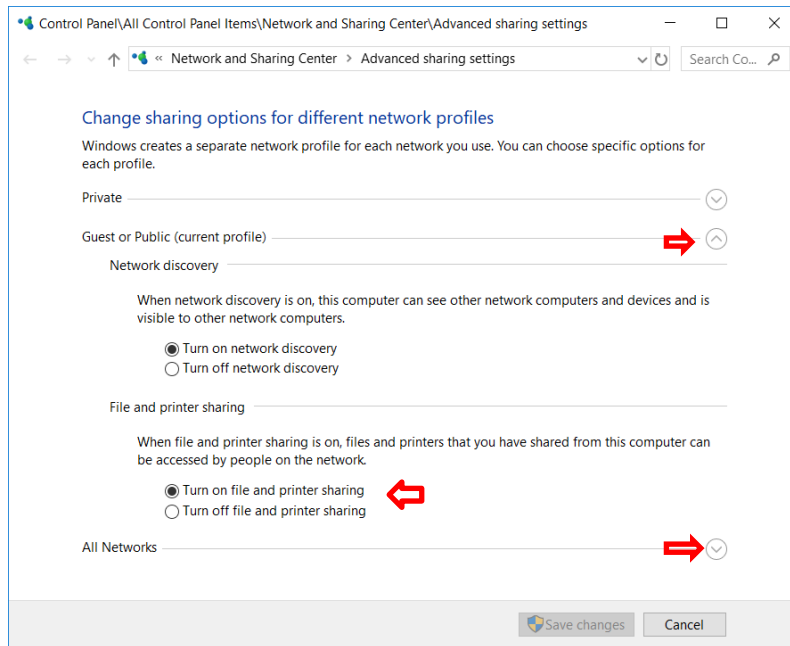 Control Panel\All Control Panel Items\Network and Sharing Center\Advanced sharing settings
« Network and Sharing Center > Advanced sharing settings
Search Co...
Change sharing options for different network profiles
Windows creates a separate network profile for each network you use. You can choose specific options for
each profile.
Private
Guest or Public (current profile)
Network discovery
When network discovery is on, this computer can see other network computers and devices and is
visible to other network computers.
Turn on network discovery
Turn off network discovery
File and printer sharing
When file and printer sharing is on, files and printers that you have shared from this computer can
be accessed by people on the network.
Turn on file and printer sharing
Turn off file and printer sharing
All Networks
Save changes
Cancel